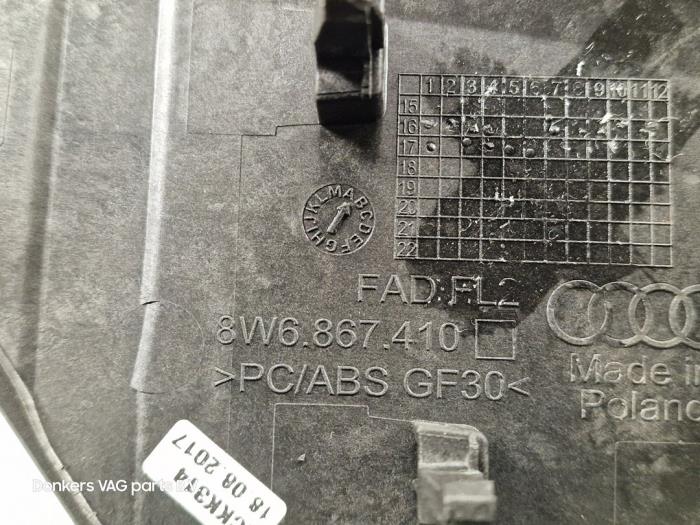 1 2 3 4 5 6 7 8 9 10 11 12
15
16
17
18
19
20
21
22
ABCDEFGHIJKLM
FAD:FL2
8W6.867.410
>PC/ABS GF30<
Made in
Poland
18 08.2017
Donkers VAG parts